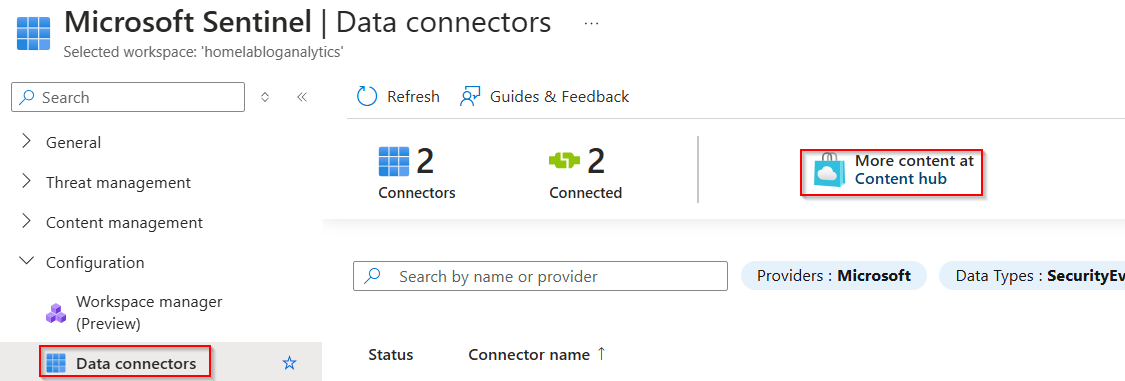 Microsoft Sentinel | Data connectors ...
Selected workspace: 'homelabloganalytics'
Search
Refresh
Guides & Feedback
General
Threat management
Content management
Configuration
Workspace manager
(Preview)
Data connectors
2
Connectors
2
Connected
More content at
Content hub
Search by name or provider
Providers : Microsoft
Data Types : SecurityEv
Status
Connector name ↑